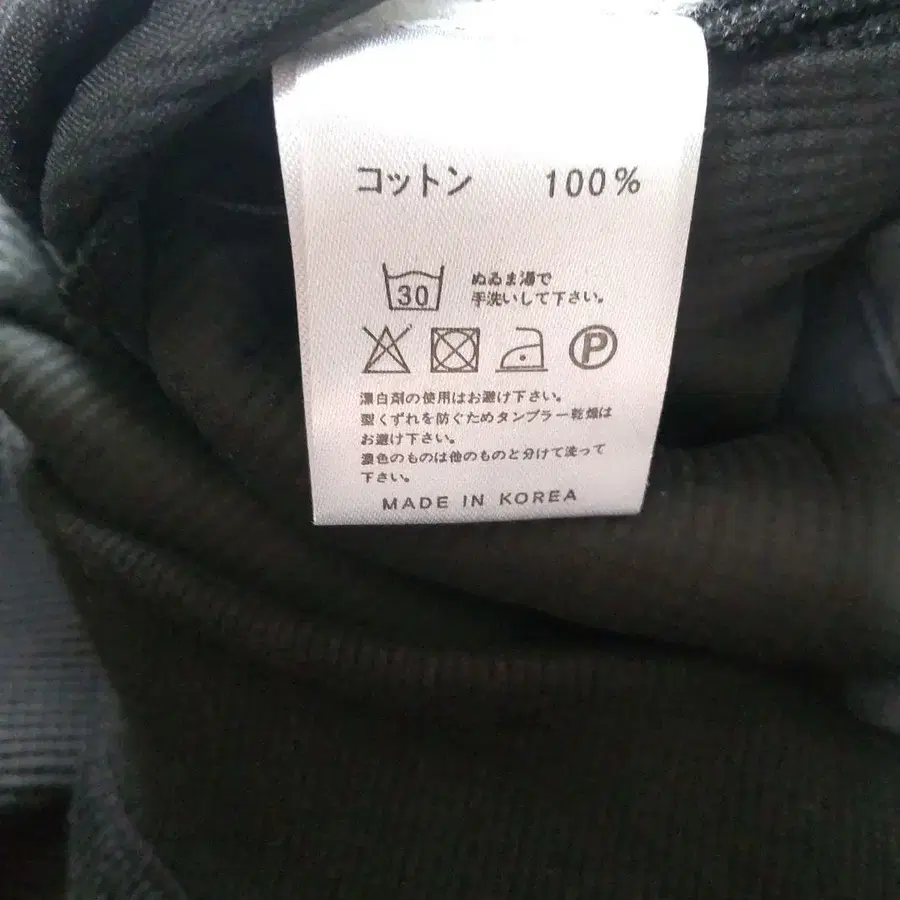 コットン 100%
30 ぬゑま湯で
手洗いして下さい。
P
漂白剤の使用はお避け下さい。
型くずれを防ぐためタンブラー乾燥は
お避け下さい。
濃色のものは他のものと分けて洗って
下さい。
MADE IN KOREA